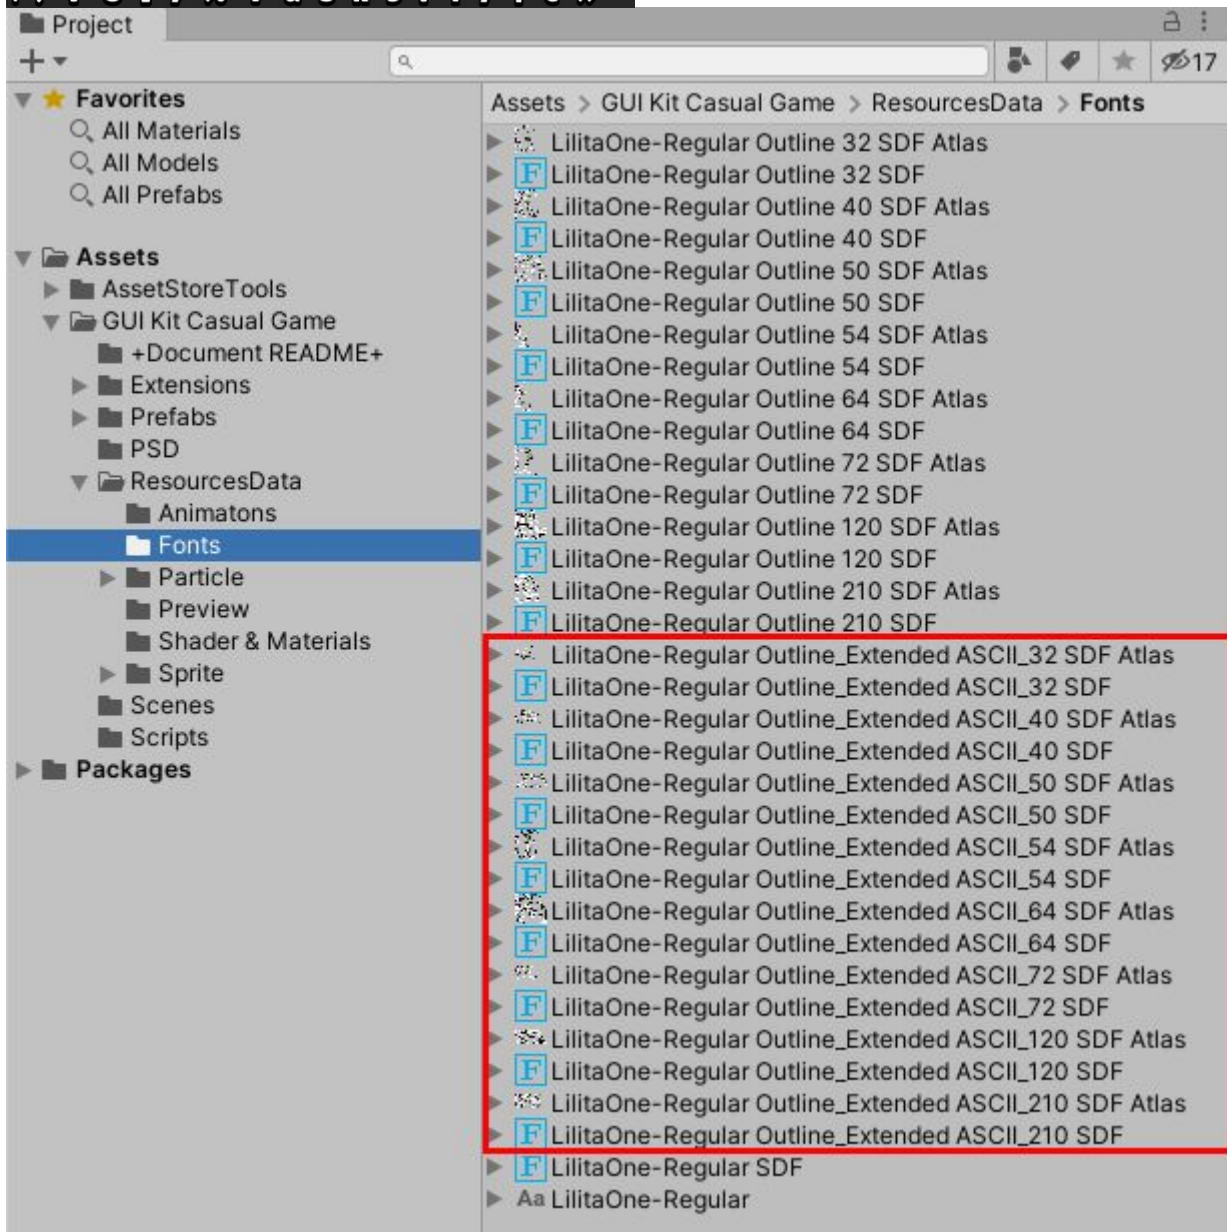 Project
17
Favorites
All Materials
All Models
All Prefabs
Assets
AssetStoreTools
GUI Kit Casual Game
+Document README+
Extensions
Prefabs
PSD
ResourcesData
Animatons
Fonts
Particle
Preview
Shader & Materials
Sprite
Scenes
Scripts
Packages
Assets > GUI Kit Casual Game > ResourcesData > Fonts
LilitaOne-Regular Outline 32 SDF Atlas
F LilitaOne-Regular Outline 32 SDF
LilitaOne-Regular Outline 40 SDF Atlas
F LilitaOne-Regular Outline 40 SDF
LilitaOne-Regular Outline 50 SDF Atlas
F LilitaOne-Regular Outline 50 SDF
LilitaOne-Regular Outline 54 SDF Atlas
F LilitaOne-Regular Outline 54 SDF
LilitaOne-Regular Outline 64 SDF Atlas
F LilitaOne-Regular Outline 64 SDF
LilitaOne-Regular Outline 72 SDF Atlas
F LilitaOne-Regular Outline 72 SDF
LilitaOne-Regular Outline 120 SDF Atlas
F LilitaOne-Regular Outline 120 SDF
LilitaOne-Regular Outline 210 SDF Atlas
F LilitaOne-Regular Outline 210 SDF
LilitaOne-Regular Outline_Extended ASCII_32 SDF Atlas
F LilitaOne-Regular Outline_Extended ASCII_32 SDF
LilitaOne-Regular Outline_Extended ASCII_40 SDF Atlas
F LilitaOne-Regular Outline_Extended ASCII_40 SDF
LilitaOne-Regular Outline_Extended ASCII_50 SDF Atlas
F LilitaOne-Regular Outline_Extended ASCII_50 SDF
LilitaOne-Regular Outline_Extended ASCII_54 SDF Atlas
F LilitaOne-Regular Outline_Extended ASCII_54 SDF
LilitaOne-Regular Outline_Extended ASCII_64 SDF Atlas
F LilitaOne-Regular Outline_Extended ASCII_64 SDF
LilitaOne-Regular Outline_Extended ASCII_72 SDF Atlas
F LilitaOne-Regular Outline_Extended ASCII_72 SDF
LilitaOne-Regular Outline_Extended ASCII_120 SDF Atlas
F LilitaOne-Regular Outline_Extended ASCII_120 SDF
LilitaOne-Regular Outline_Extended ASCII_210 SDF Atlas
F LilitaOne-Regular Outline_Extended ASCII_210 SDF
F LilitaOne-Regular SDF
Aa LilitaOne-Regular